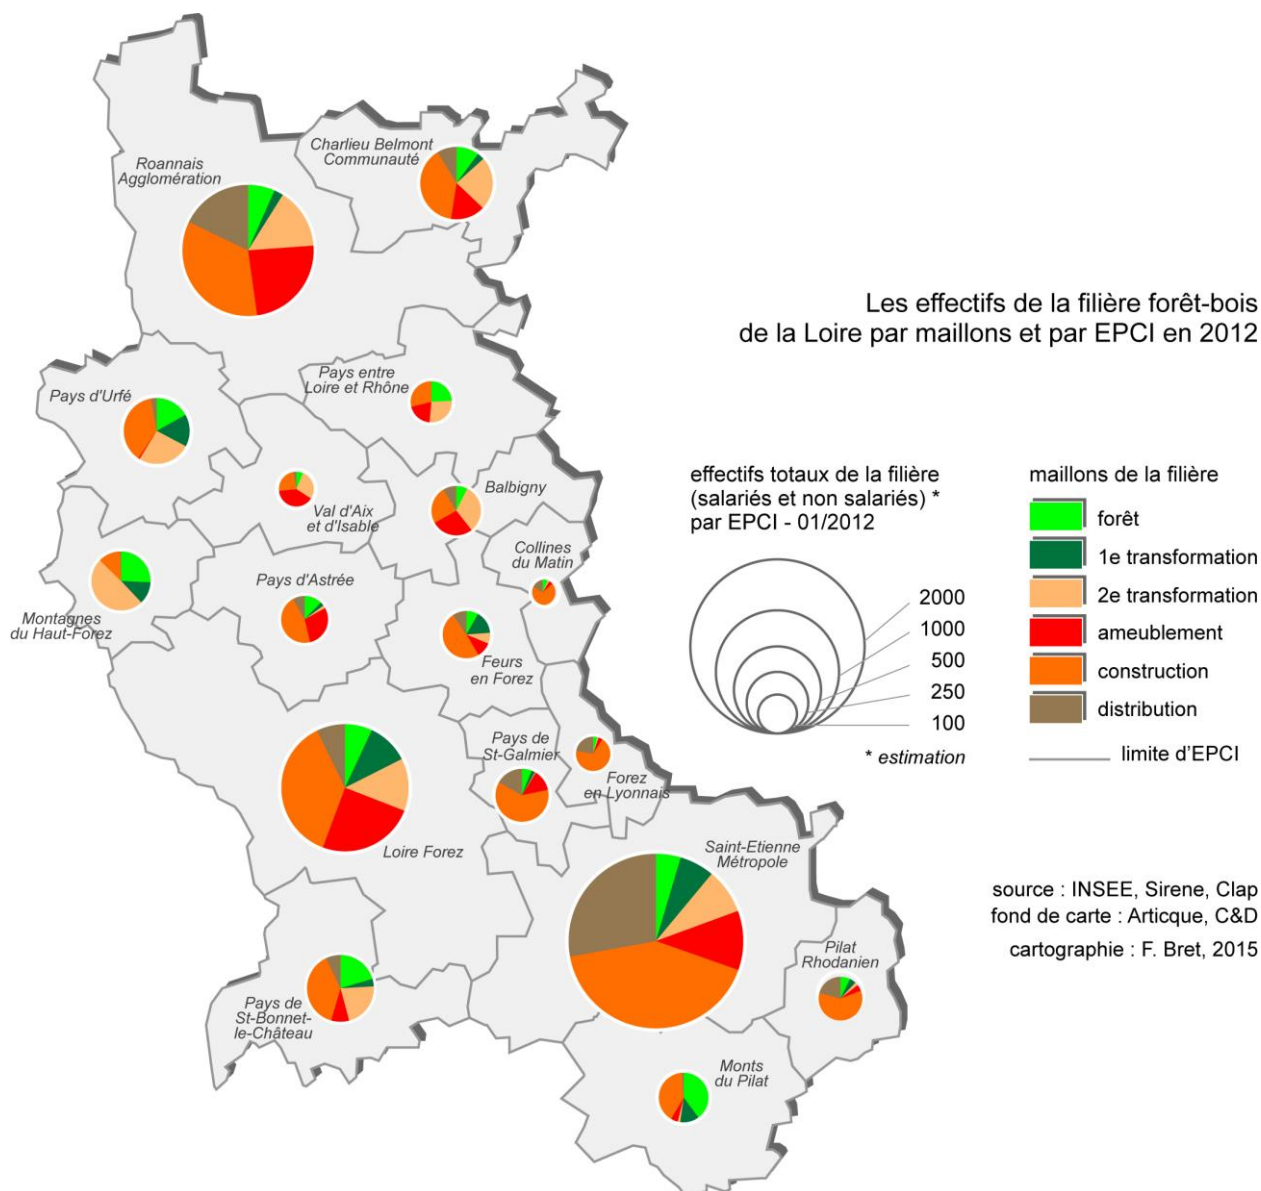 Charlieu Belmont
Communauté
Roannais
Agglomération
Les effectifs de la filière forêt-bois
de la Loire par maillons et par EPCI en 2012
Pays entre
Loire et Rhône
Pays d'Urfé
Balbigny
Val d'Aix
et d'Isable
Collines
du Matin
Pays d'Astrée
Montagnes
du Haut-Forez
Feurs
en Forez
Pays de
St-Galmier
Forez
en Lyonnais
Loire Forez
Saint-Etienne
Métropole
Pilat
Rhodanien
Pays de
St-Bonnet-
le-Château
Monts
du Pilat
effectifs totaux de la filière
(salariés et non salariés) *
par EPCI - 01/2012
2000
1000
500
250
100
* estimation
maillons de la filière
forêt
1e transformation
2e transformation
ameublement
construction
distribution
limite d'EPCI
source : INSEE, Sirene, Clap
fond de carte : Articque, C&D
cartographie : F. Bret, 2015